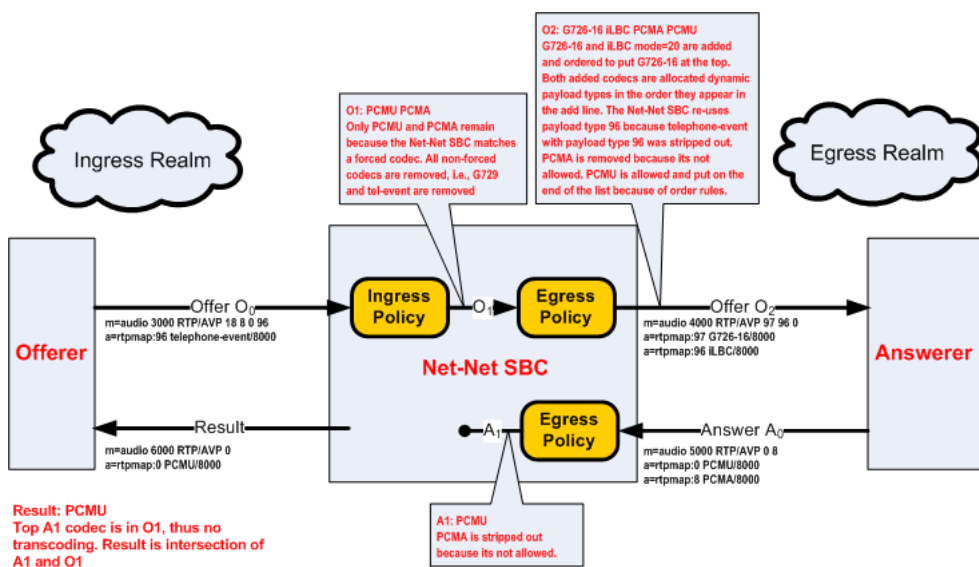 O2: G726-16 iLBC PCMA PCMU
G726-16 and iLBC mode=20 are added
and ordered to put G726-16 at the top.
Both added codecs are allocated dynamic
payload types in the order they appear in
the add line. The Net-Net SBC re-uses
payload type 96 because telephone-event
with payload type 96 was stripped out.
PCMA is removed because its not
allowed. PCMU is allowed and put on the
end of the list because of order rules.
O1: PCMU PCMA
Only PCMU and PCMA remain
because the Net-Net SBC matches
a forced codec. All non-forced
codecs are removed, i.e., G729
and tel-event are removed
Ingress Realm
Egress Realm
Offerer
Offer O0
m=audio 3000 RTP/AVP 18 8 0 96
a=rtpmap:96 telephone-event/8000
Ingress
Policy
O1
Egress
Policy
Offer O2
m=audio 4000 RTP/AVP 97 96 0
a=rtpmap:97 G726-16/8000
a=rtpmap:96 iLBC/8000
Answerer
Net-Net SBC
Result
m=audio 6000 RTP/AVP 0
a=rtpmap:0 PCMU/8000
A1
Egress
Policy
Answer A0
m=audio 5000 RTP/AVP 0 8
a=rtpmap:0 PCMU/8000
a=rtpmap:8 PCMA/8000
Result: PCMU
Top A1 codec is in O1, thus no
transcoding. Result is intersection of
A1 and O1
A1: PCMU
PCMA is stripped out
because its not allowed.